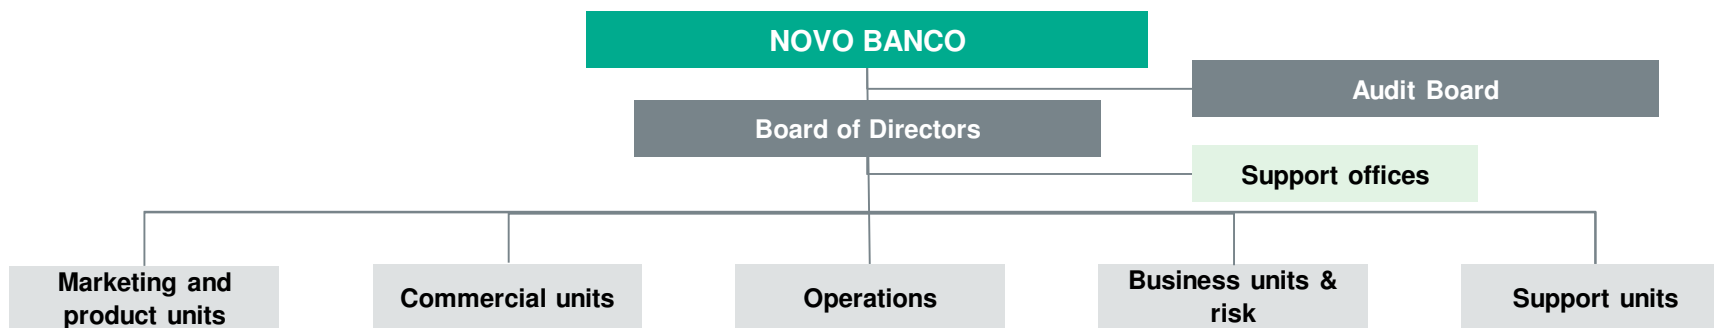 NOVO BANCO
Audit Board
Board of Directors
Support offices
Marketing and
product units
Commercial units
Operations
Business units &
risk
Support units